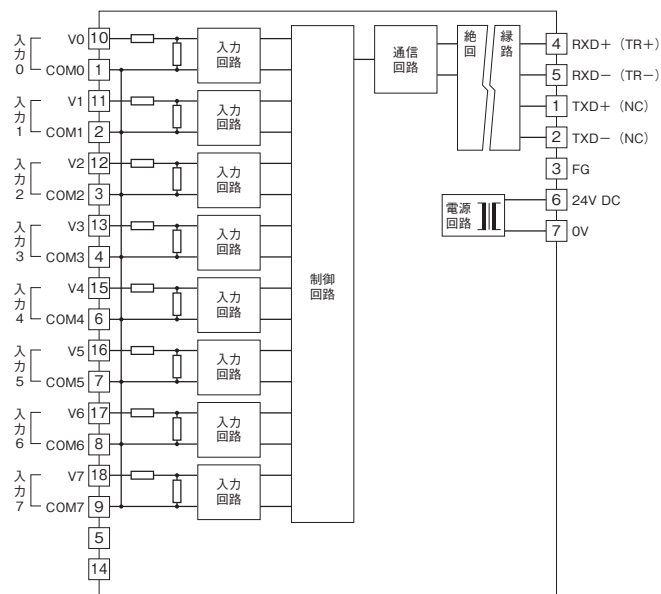 入力0
V0 10
COM0 1
入力回路
入力1
V1 11
COM1 2
入力回路
入力2
V2 12
COM2 3
入力回路
入力3
V3 13
COM3 4
入力回路
入力4
V4 15
COM4 6
入力回路
入力5
V5 16
COM5 7
入力回路
入力6
V6 17
COM6 8
入力回路
入力7
V7 18
COM7 9
入力回路
5
14
制御
回路
通信
回路
絶縁
回路
4 RXD+（TR+）
5 RXD−（TR−）
1 TXD+（NC）
2 TXD−（NC）
3 FG
電源
回路
6 24V DC
7 0V